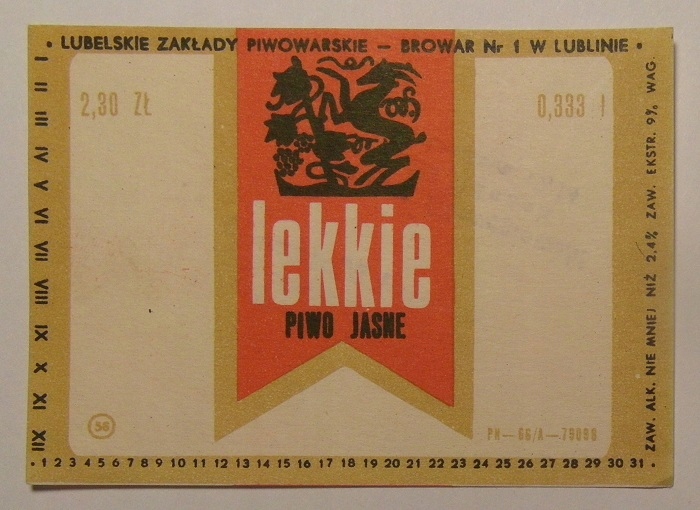 • LUBELSKIE ZAKŁADY PIWOWARSKIE — BROWAR Nr 1 W LUBLINIE •
I II III IV V VI VII VIII IX X XI XII
2,30 ZŁ
0,333 l
lekkie
PIWO JASNE
56
PN—66/A—79098
ZAW. ALK. NIE MNIEJ NIŻ 2,4% ZAW. EKSTR. 9% WAG
• 1 2 3 4 5 6 7 8 9 10 11 12 13 14 15 16 17 18 19 20 21 22 23 24 25 26 27 28 29 30 31 •